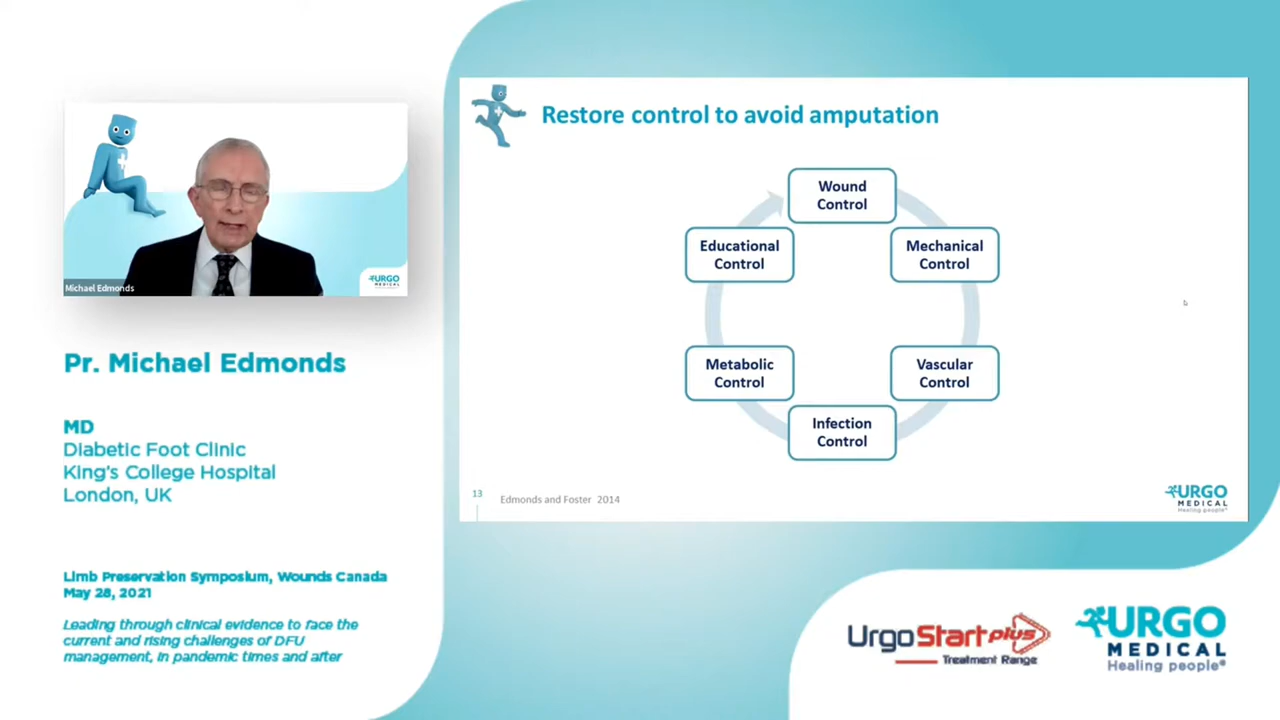 Restore control to avoid amputation
Wound
Control
Educational
Control
Mechanical
Control
Metabolic
Control
Vascular
Control
Infection
Control
13
Edmonds and Foster 2014
URGO
MEDICAL
Healing people®
URGO
MEDICAL
Michael Edmonds
Pr. Michael Edmonds
MD
Diabetic Foot Clinic
King's College Hospital
London, UK
Limb Preservation Symposium, Wounds Canada
May 28, 2021
Leading through clinical evidence to face the
current and rising challenges of DFU
management, in pandemic times and after
UrgoStart plus
Treatment Range
URGO
MEDICAL
Healing people®